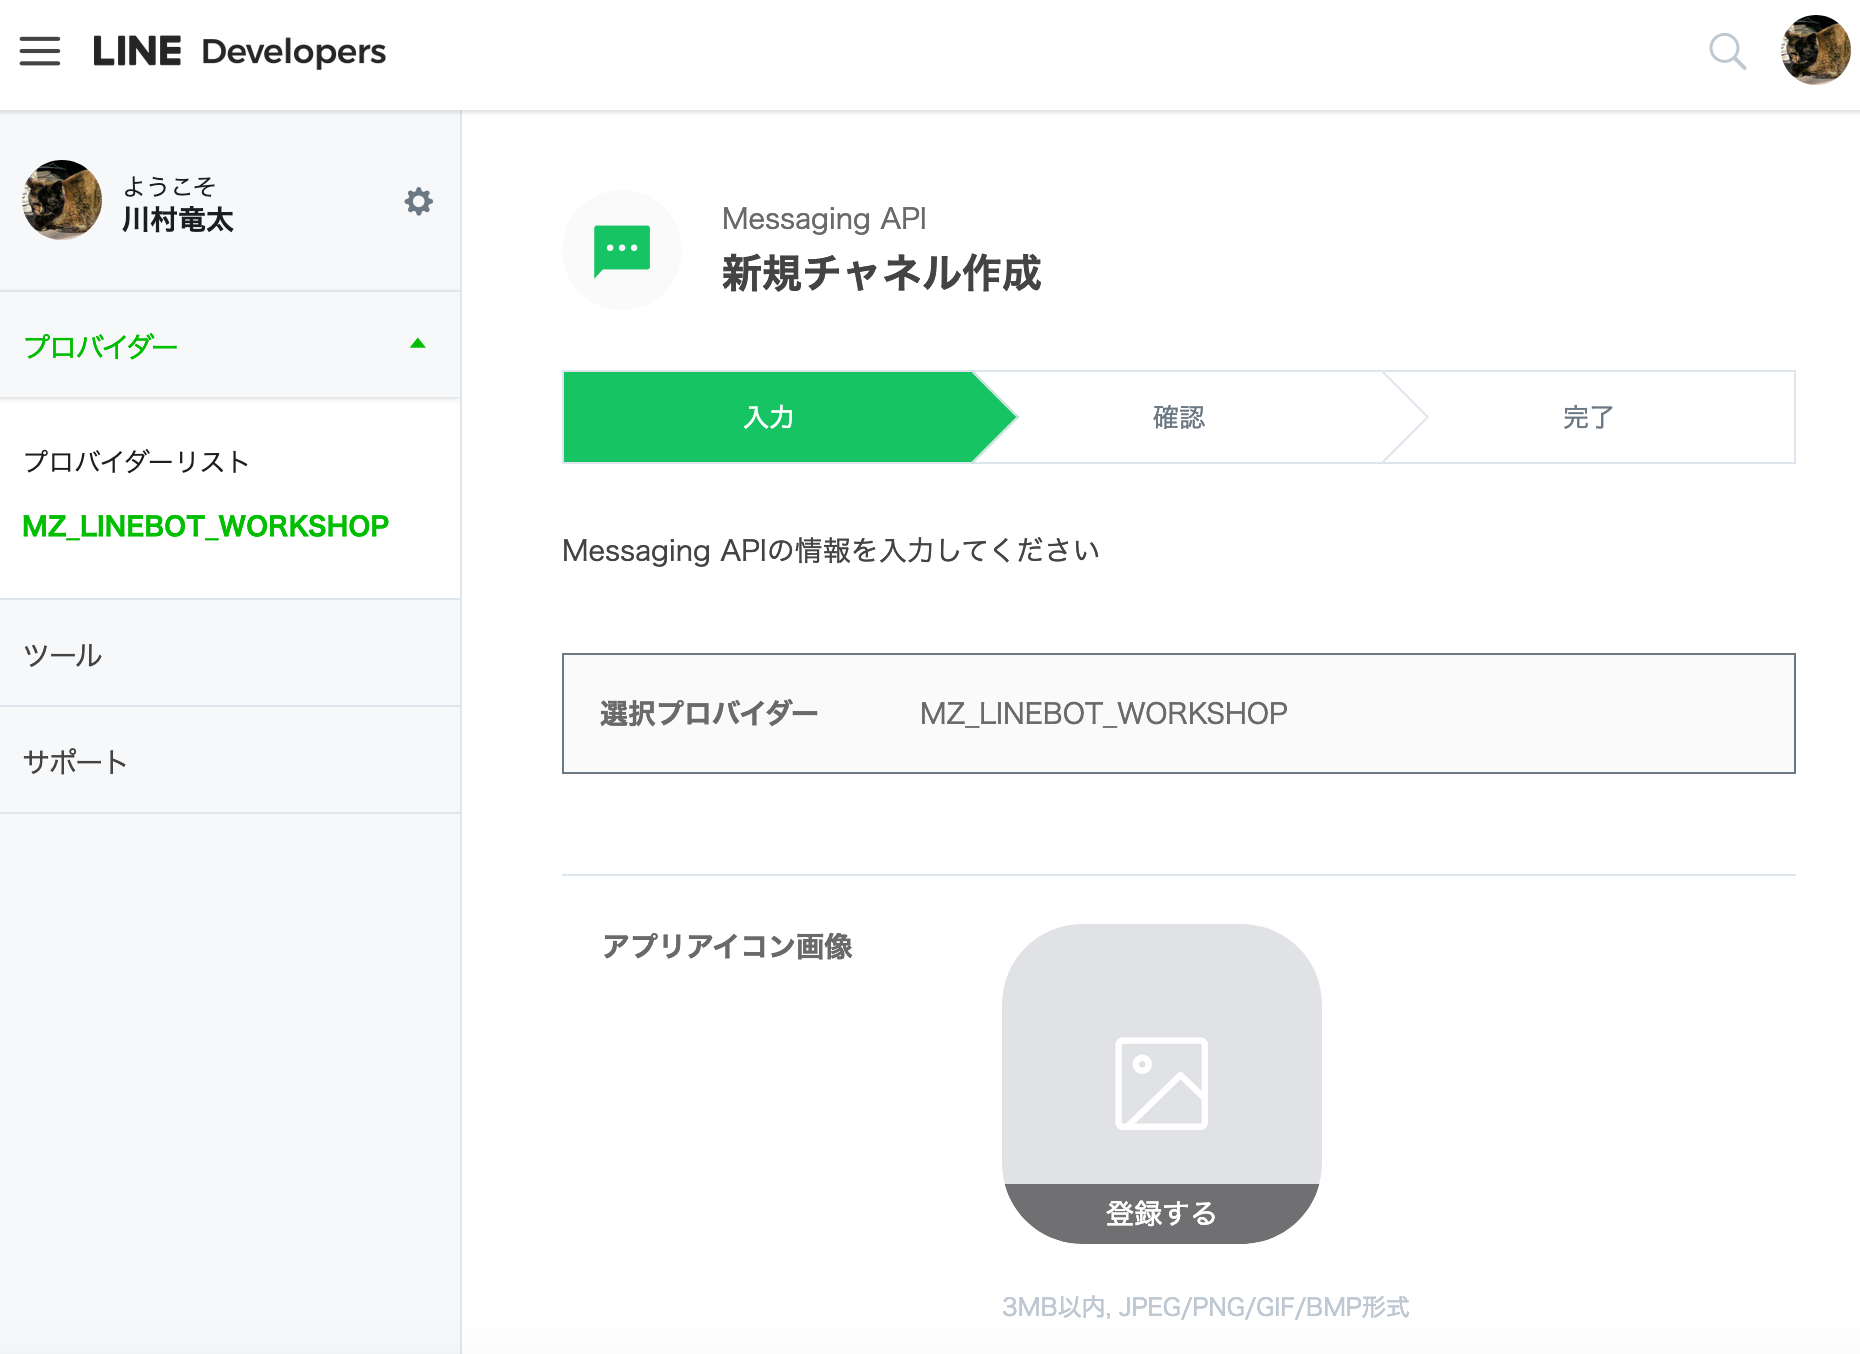 LINE Developers
ようこそ
川村竜太
プロバイダー
プロバイダーリスト
MZ_LINEBOT_WORKSHOP
ツール
サポート
Messaging API
新規チャネル作成
入力
確認
完了
Messaging APIの情報を入力してください
選択プロバイダー MZ_LINEBOT_WORKSHOP
アプリアイコン画像
登録する
3MB以内, JPEG/PNG/GIF/BMP形式